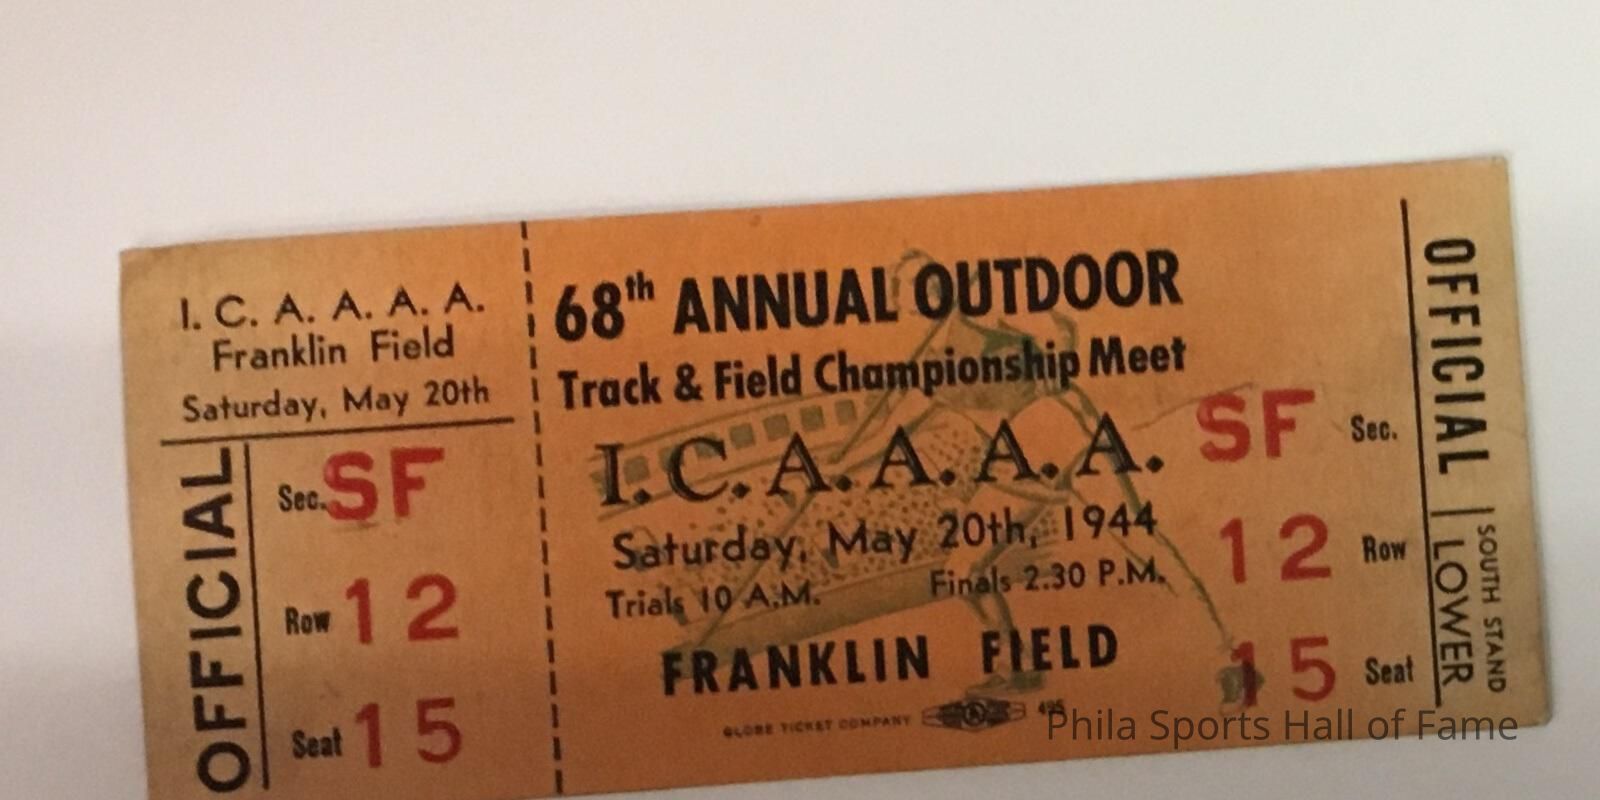 I. C. A. A. A. A.
Franklin Field
Saturday, May 20th
OFFICIAL
Sec. SF
Row 12
Seat 15
68th ANNUAL OUTDOOR
Track & Field Championship Meet
I. C. A. A. A. A.
Saturday, May 20th, 1944
Trials 10 A.M. Finals 2.30 P.M.
FRANKLIN FIELD
GLOBE TICKET COMPANY
SF Sec.
12 Row
15 Seat
OFFICIAL
SOUTH STAND
LOWER
Phila Sports Hall of Fame